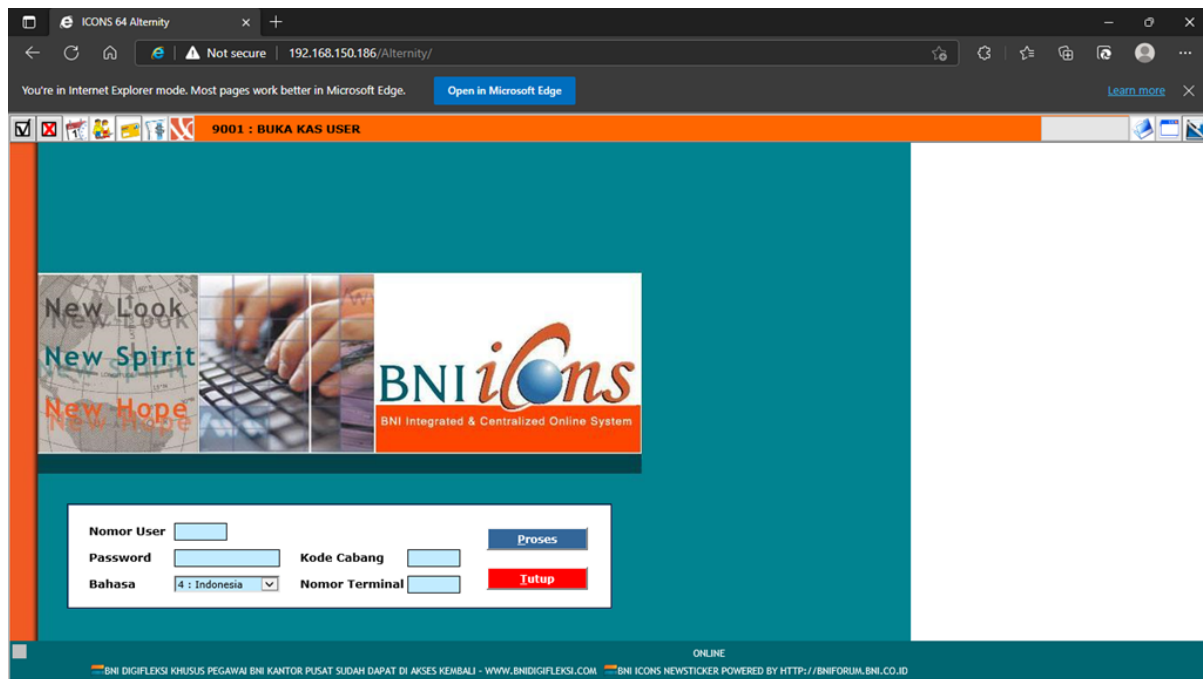 ICONS 64 Alternity
Not secure 192.168.150.186/Alternity/
You're in Internet Explorer mode. Most pages work better in Microsoft Edge. Open in Microsoft Edge Learn more
9001 : BUKA KAS USER
New Look
New Spirit
New Hope
BNI icons
BNI Integrated & Centralized Online System
Nomor User
Proses
Password Kode Cabang
Bahasa 4 : Indonesia Nomor Terminal
Tutup
ONLINE
BNI DIGIFLEKSI KHUSUS PEGAWAI BNI KANTOR PUSAT SUDAH DAPAT DI AKSES KEMBALI - WWW.BNIDIGIFLEKSI.COM BNI ICONS NEWSTICKER POWERED BY HTTP://BNIFORUM.BNI.CO.ID